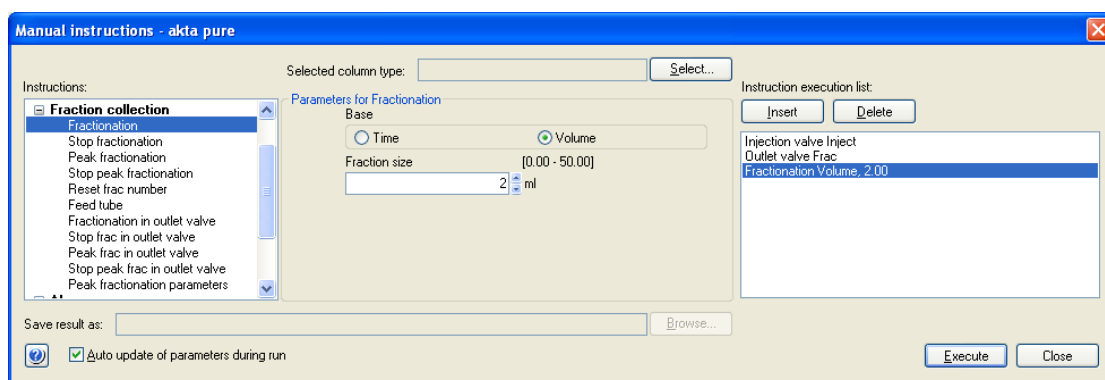 Manual instructions - akta pure
Selected column type:
Select...
Instructions:
Fraction collection
Fractionation
Stop fractionation
Peak fractionation
Stop peak fractionation
Reset frac number
Feed tube
Fractionation in outlet valve
Stop frac in outlet valve
Peak frac in outlet valve
Stop peak frac in outlet valve
Peak fractionation parameters
Parameters for Fractionation
Base
Time
Volume
Fraction size
[0.00 - 50.00]
2 ml
Instruction execution list:
Insert
Delete
Injection valve Inject
Outlet valve Frac
Fractionation Volume, 2.00
Save result as:
Browse...
Auto update of parameters during run
Execute
Close